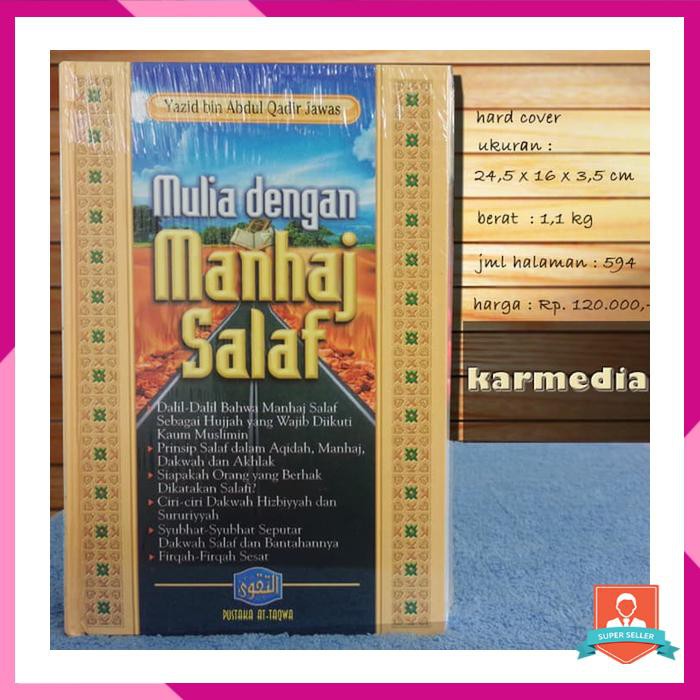 Yazid bin Abdul Qadir Jawas
Mulia dengan
Manhaj
Salaf
Dalil-Dalil Bahwa Manhaj Salaf
Sebagai Hujjah yang Wajib Diikuti
Kaum Muslimin
Prinsip Salaf dalam Aqidah, Manhaj,
Dakwah dan Akhlak
Siapakah Orang yang Berhak
Dikatakan Salafi?
Ciri-ciri Dakwah Hizbiyyah dan
Sururiyyah
Syubhat-Syubhat Seputar
Dakwah Salaf dan Bantahannya
Firqah-Firqah Sesat
التقوى
PUSTAKA AT-TAQWA
hard cover
ukuran :
24,5 x 16 x 3,5 cm
berat : 1,1 kg
jml halaman : 594
harga : Rp. 120.000,-
karmedia
SUPER SELLER